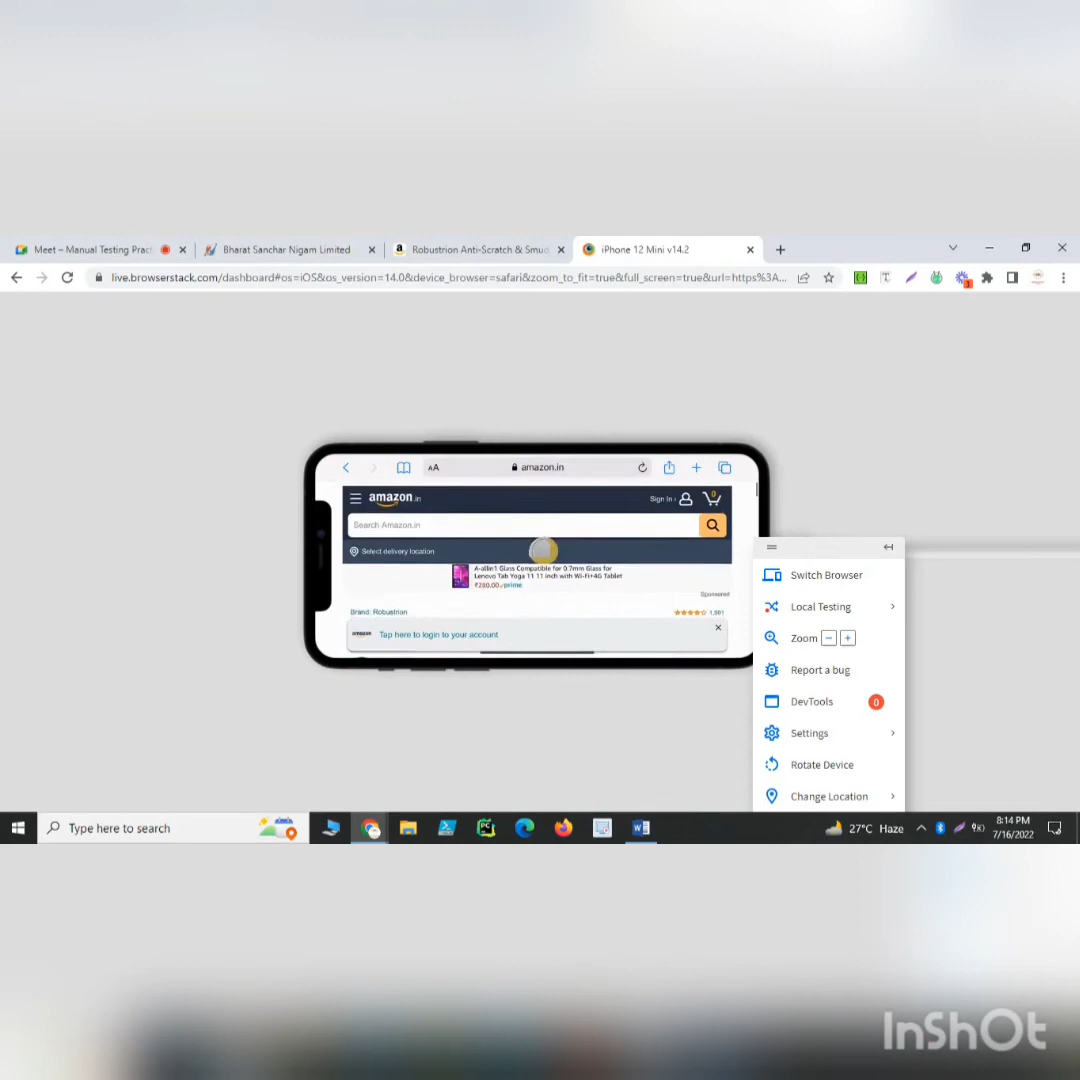 Meet – Manual Testing Pract
Bharat Sanchar Nigam Limited
Robustrion Anti-Scratch & Smud
iPhone 12 Mini v14.2
live.browserstack.com/dashboard#os=iOS&os_version=14.0&device_browser=safari&zoom_to_fit=true&full_screen=true&url=https%3A...
1
AA
amazon.in
amazon.in
Sign In ›
0
Search Amazon.in
Select delivery location
A-allin1 Glass Compatible for 0.7mm Glass for
Lenovo Tab Yoga 11 11 inch with Wi-Fi+4G Tablet
₹280.00 prime
Sponsored
Brand: Robustrion
1,501
amazon
Tap here to login to your account
Switch Browser
Local Testing
Zoom - +
Report a bug
DevTools 0
Settings
Rotate Device
Change Location
Type here to search
27°C Haze
8:14 PM
7/16/2022
InShOt